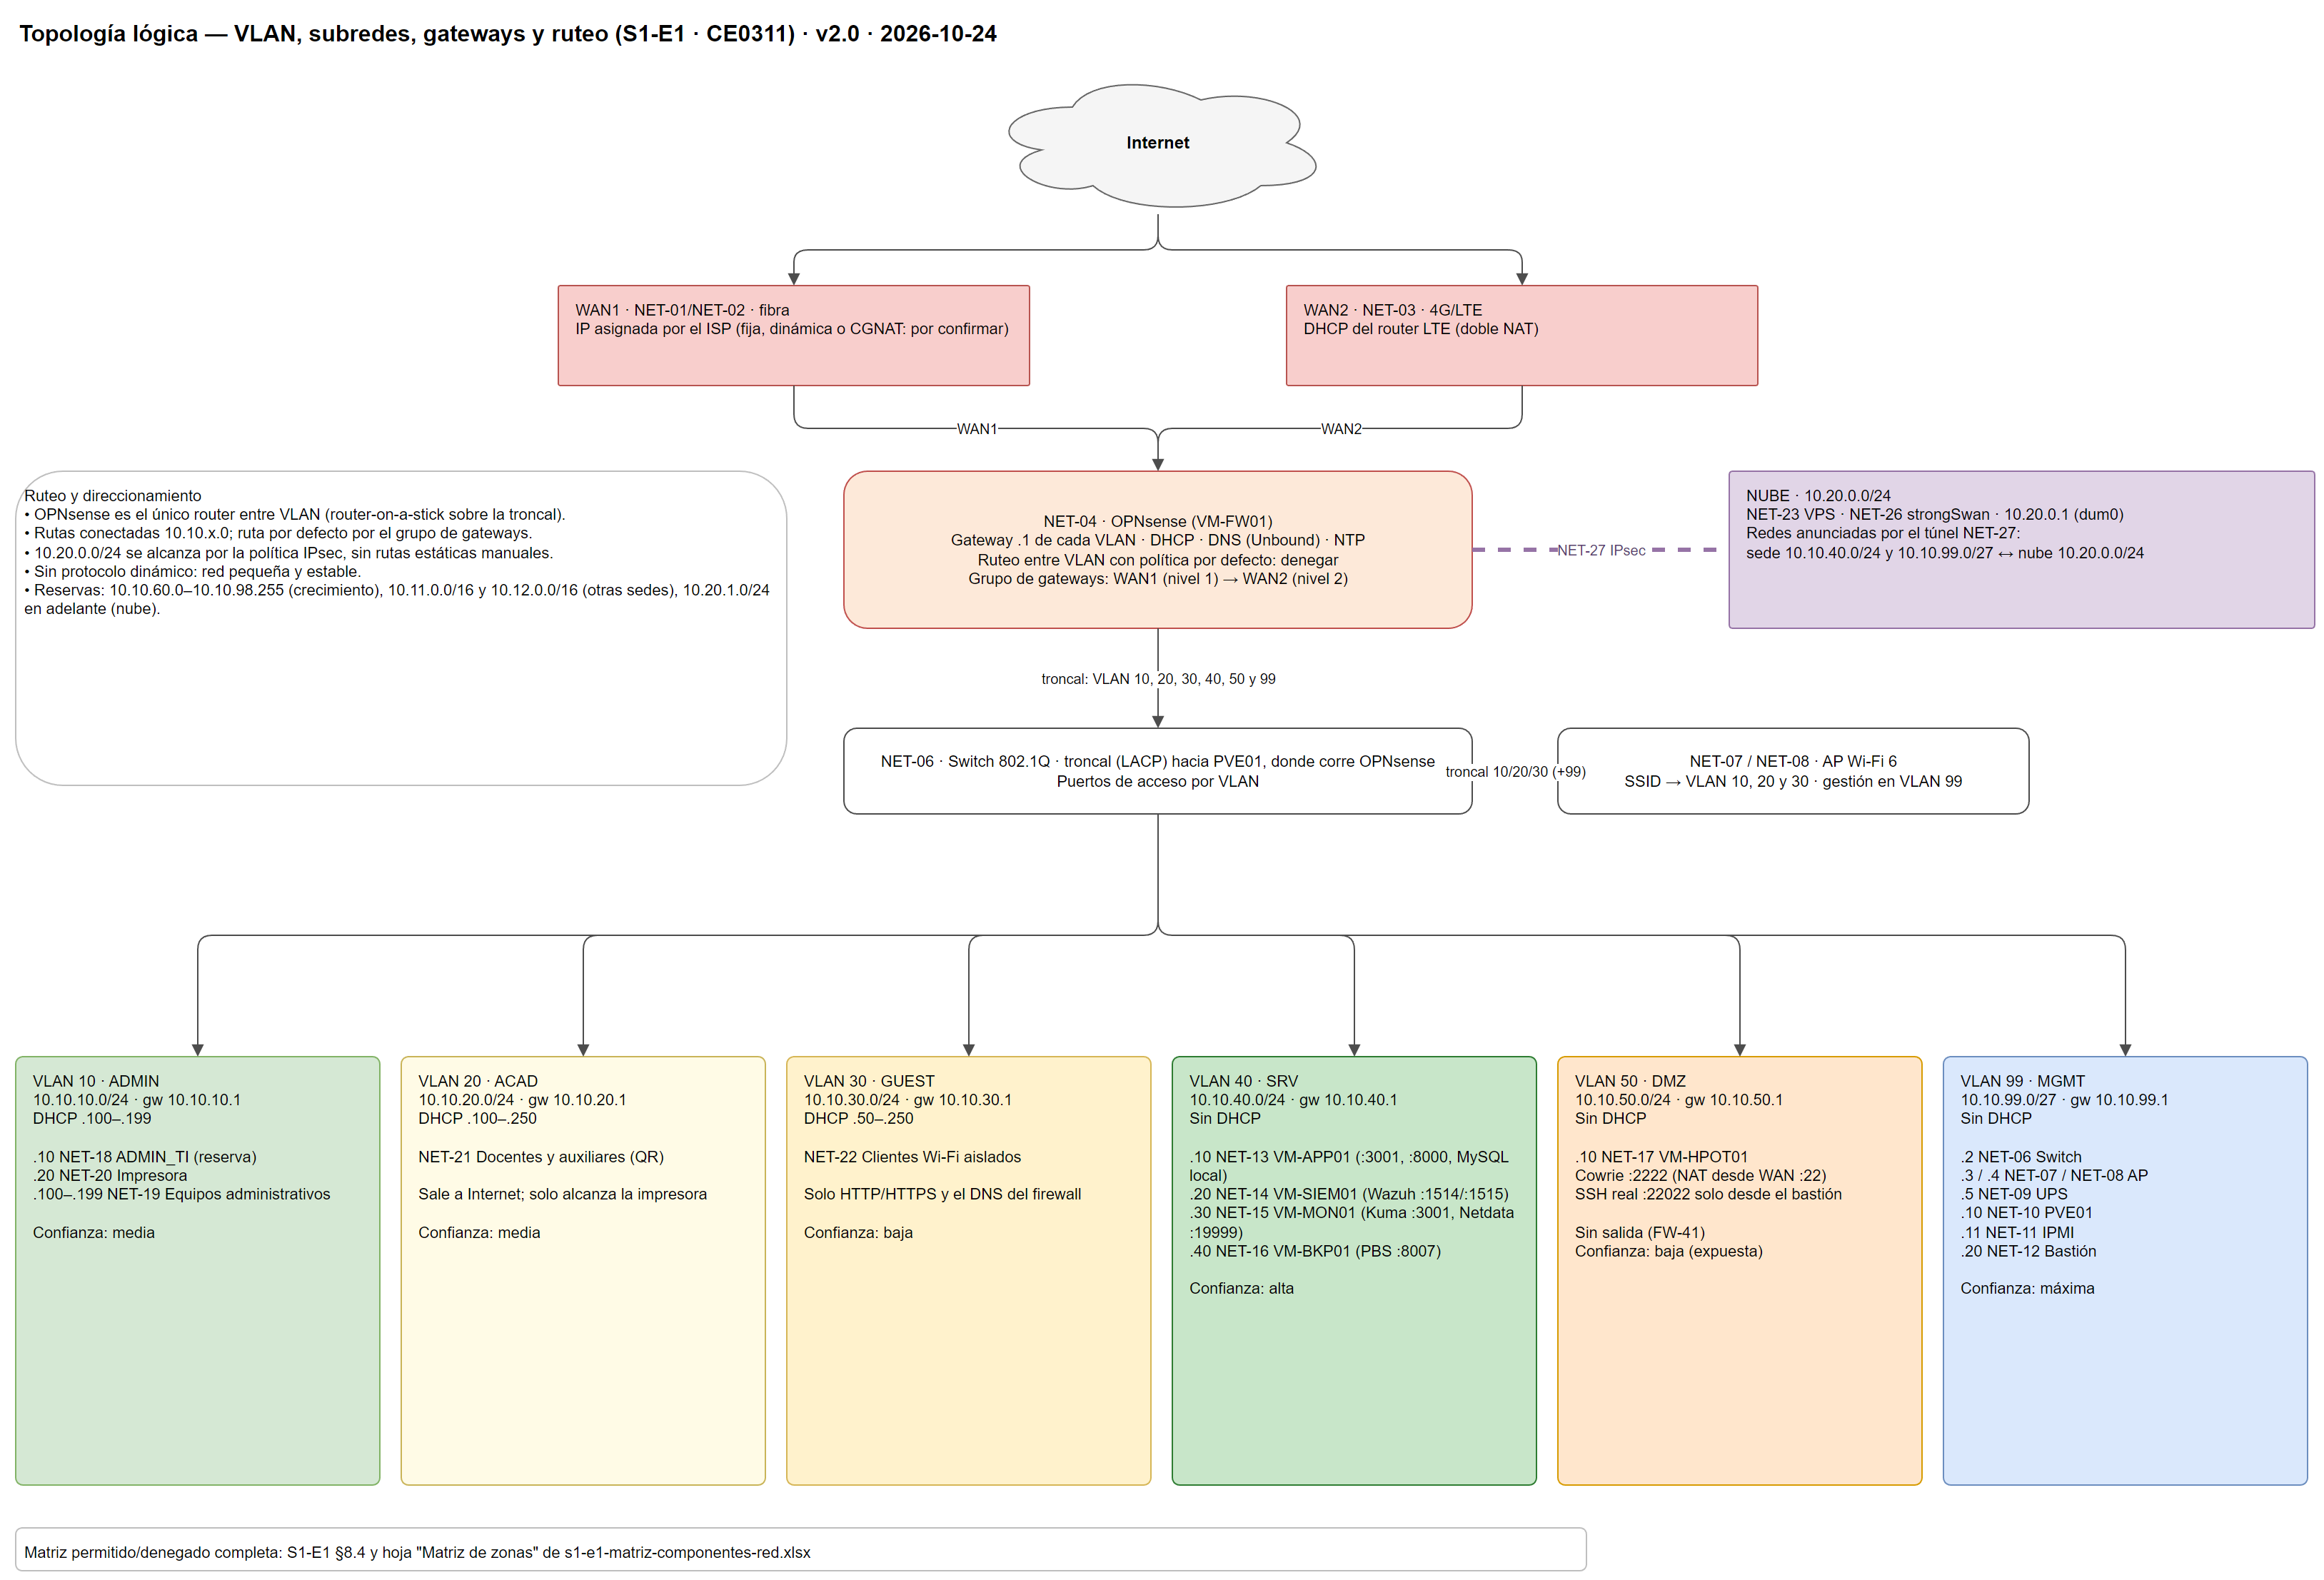 Topología lógica — VLAN, subredes, gateways y ruteo (S1-E1 · CE0311) · v2.0 · 2026-10-24
Internet
WAN1 · NET-01/NET-02 · fibra
IP asignada por el ISP (fija, dinámica o CGNAT: por confirmar)
WAN2 · NET-03 · 4G/LTE
DHCP del router LTE (doble NAT)
WAN1
WAN2
Ruteo y direccionamiento
• OPNsense es el único router entre VLAN (router-on-a-stick sobre la troncal).
• Rutas conectadas 10.10.x.0; ruta por defecto por el grupo de gateways.
• 10.20.0.0/24 se alcanza por la política IPsec, sin rutas estáticas manuales.
• Sin protocolo dinámico: red pequeña y estable.
• Reservas: 10.10.60.0–10.10.98.255 (crecimiento), 10.11.0.0/16 y 10.12.0.0/16 (otras sedes), 10.20.1.0/24
en adelante (nube).
NET-04 · OPNsense (VM-FW01)
Gateway .1 de cada VLAN · DHCP · DNS (Unbound) · NTP
Ruteo entre VLAN con política por defecto: denegar
Grupo de gateways: WAN1 (nivel 1) → WAN2 (nivel 2)
NET-27 IPsec
NUBE · 10.20.0.0/24
NET-23 VPS · NET-26 strongSwan · 10.20.0.1 (dum0)
Redes anunciadas por el túnel NET-27:
sede 10.10.40.0/24 y 10.10.99.0/27 ↔ nube 10.20.0.0/24
troncal: VLAN 10, 20, 30, 40, 50 y 99
NET-06 · Switch 802.1Q · troncal (LACP) hacia PVE01, donde corre OPNsense
Puertos de acceso por VLAN
troncal 10/20/30 (+99)
NET-07 / NET-08 · AP Wi-Fi 6
SSID → VLAN 10, 20 y 30 · gestión en VLAN 99
VLAN 10 · ADMIN
10.10.10.0/24 · gw 10.10.10.1
DHCP .100–.199
.10 NET-18 ADMIN_TI (reserva)
.20 NET-20 Impresora
.100–.199 NET-19 Equipos administrativos
Confianza: media
VLAN 20 · ACAD
10.10.20.0/24 · gw 10.10.20.1
DHCP .100–.250
NET-21 Docentes y auxiliares (QR)
Sale a Internet; solo alcanza la impresora
Confianza: media
VLAN 30 · GUEST
10.10.30.0/24 · gw 10.10.30.1
DHCP .50–.250
NET-22 Clientes Wi-Fi aislados
Solo HTTP/HTTPS y el DNS del firewall
Confianza: baja
VLAN 40 · SRV
10.10.40.0/24 · gw 10.10.40.1
Sin DHCP
.10 NET-13 VM-APP01 (:3001, :8000, MySQL
local)
.20 NET-14 VM-SIEM01 (Wazuh :1514/:1515)
.30 NET-15 VM-MON01 (Kuma :3001, Netdata
:19999)
.40 NET-16 VM-BKP01 (PBS :8007)
Confianza: alta
VLAN 50 · DMZ
10.10.50.0/24 · gw 10.10.50.1
Sin DHCP
.10 NET-17 VM-HPOT01
Cowrie :2222 (NAT desde WAN :22)
SSH real :22022 solo desde el bastión
Sin salida (FW-41)
Confianza: baja (expuesta)
VLAN 99 · MGMT
10.10.99.0/27 · gw 10.10.99.1
Sin DHCP
.2 NET-06 Switch
.3 / .4 NET-07 / NET-08 AP
.5 NET-09 UPS
.10 NET-10 PVE01
.11 NET-11 IPMI
.20 NET-12 Bastión
Confianza: máxima
Matriz permitido/denegado completa: S1-E1 §8.4 y hoja "Matriz de zonas" de s1-e1-matriz-componentes-red.xlsx